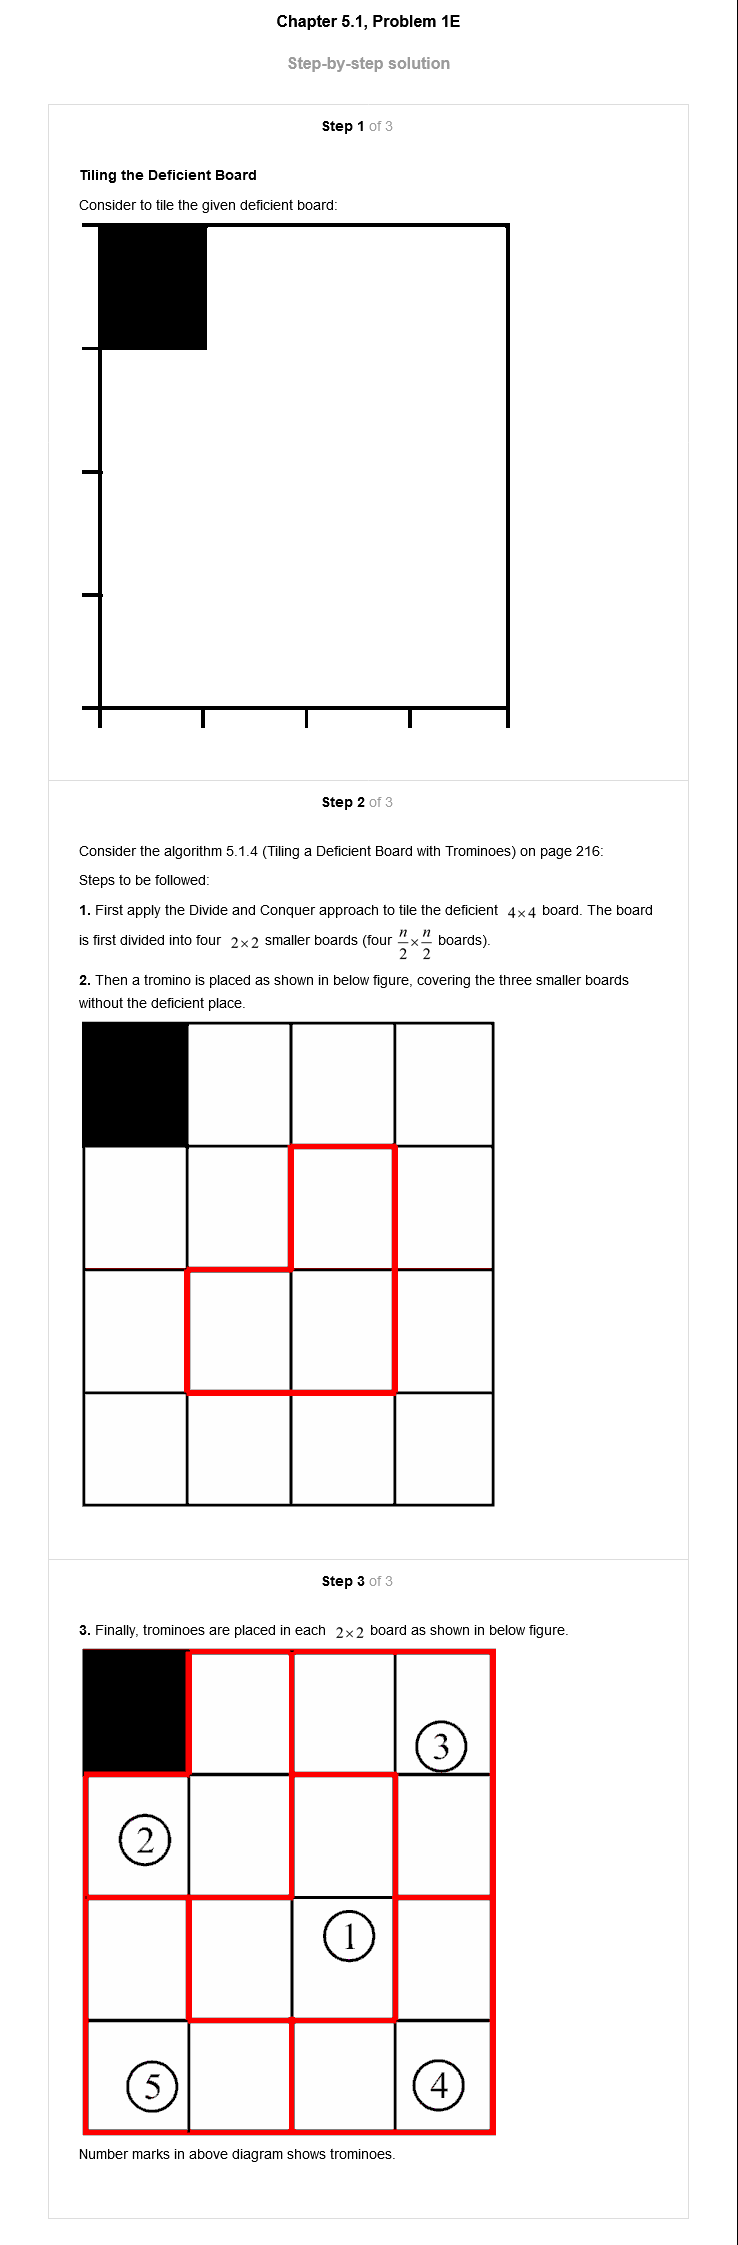 Chapter 5.1, Problem 1E
Step-by-step solution
Step 1 of 3
Tiling the Deficient Board
Consider to tile the given deficient board:
Step 2 of 3
Consider the algorithm 5.1.4 (Tiling a Deficient Board with Trominoes) on page 216:
Steps to be followed:
1. First apply the Divide and Conquer approach to tile the deficient 4×4 board. The board
is first divided into four 2×2 smaller boards (four n/2×n/2 boards).
2. Then a tromino is placed as shown in below figure, covering the three smaller boards
without the deficient place.
Step 3 of 3
3. Finally, trominoes are placed in each 2×2 board as shown in below figure.
3
2
1
5
4
Number marks in above diagram shows trominoes.